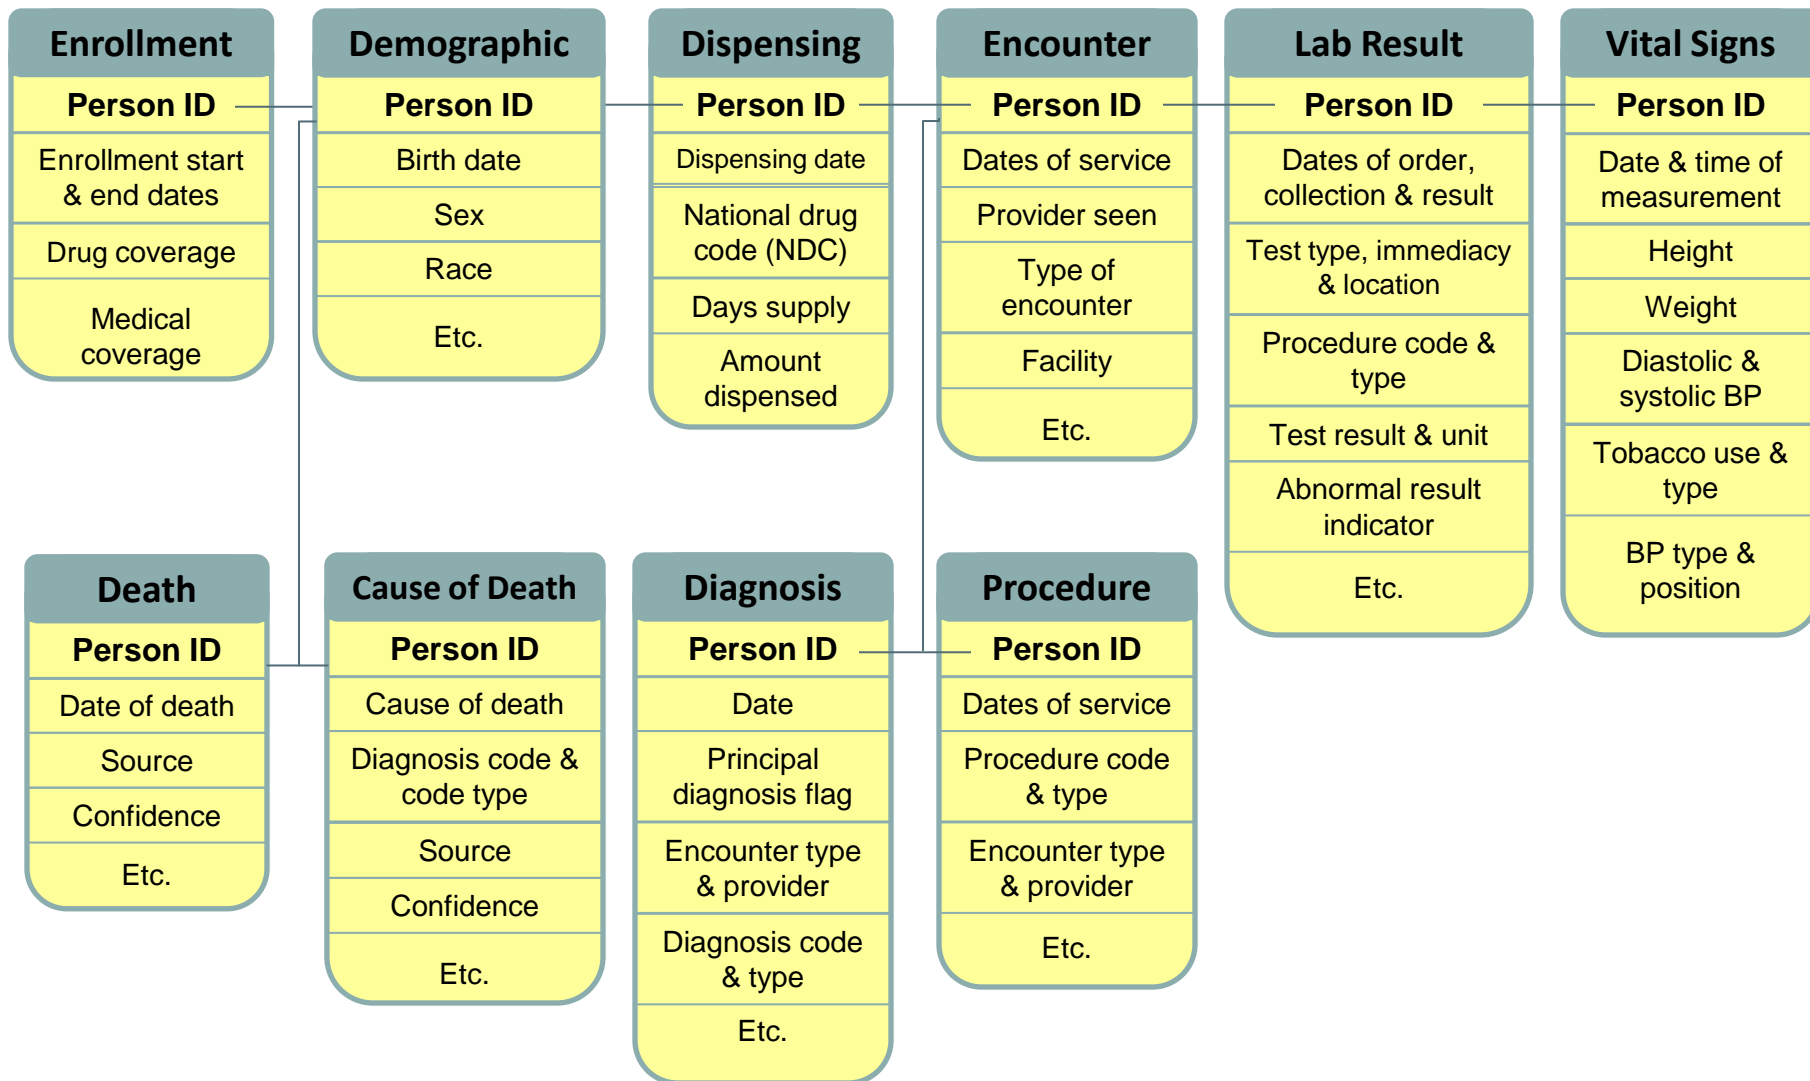 Enrollment
Person ID
Enrollment start
& end dates
Drug coverage
Medical
coverage
Demographic
Person ID
Birth date
Sex
Race
Etc.
Dispensing
Person ID
Dispensing date
National drug
code (NDC)
Days supply
Amount
dispensed
Encounter
Person ID
Dates of service
Provider seen
Type of
encounter
Facility
Etc.
Lab Result
Person ID
Dates of order,
collection & result
Test type, immediacy
& location
Procedure code &
type
Test result & unit
Abnormal result
indicator
Etc.
Vital Signs
Person ID
Date & time of
measurement
Height
Weight
Diastolic &
systolic BP
Tobacco use &
type
BP type &
position
Death
Person ID
Date of death
Source
Confidence
Etc.
Cause of Death
Person ID
Cause of death
Diagnosis code &
code type
Source
Confidence
Etc.
Diagnosis
Person ID
Date
Principal
diagnosis flag
Encounter type
& provider
Diagnosis code
& type
Etc.
Procedure
Person ID
Dates of service
Procedure code
& type
Encounter type
& provider
Etc.